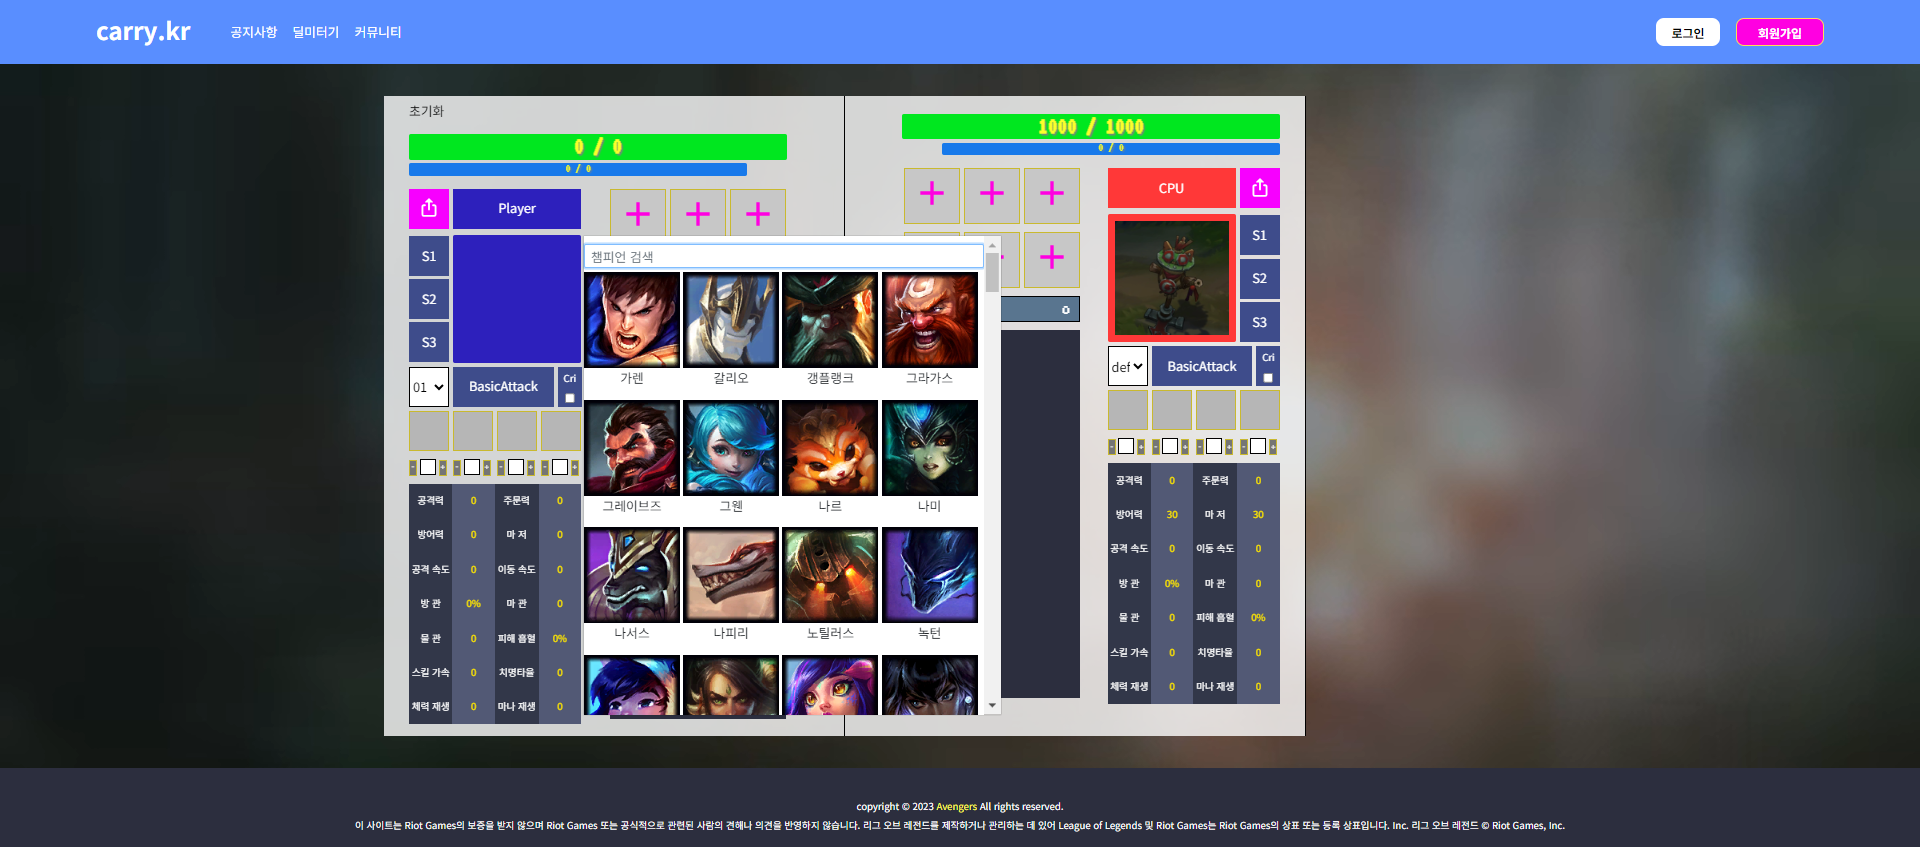 carry.kr
공지사항 딜미터기 커뮤니티
로그인
회원가입
초기화
0 / 0
0 / 0
Player
S1
S2
S3
01
BasicAttack
Cri
- + - + - + - +
공격력 0 주문력 0
방어력 0 마 저 0
공격 속도 0 이동 속도 0
방 관 0% 마 관 0
물 관 0 피해 흡혈 0%
스킬 가속 0 치명타율 0
체력 재생 0 마나 재생 0
챔피언 검색
가렌 갈리오 갱플랭크 그라가스
그레이브즈 그웬 나르 나미
나서스 나피리 노틸러스 녹턴
1000 / 1000
0 / 0
CPU
S1
S2
S3
0
def
BasicAttack
Cri
- + - + - + - +
공격력 0 주문력 0
방어력 30 마 저 30
공격 속도 0 이동 속도 0
방 관 0% 마 관 0
물 관 0 피해 흡혈 0%
스킬 가속 0 치명타율 0
체력 재생 0 마나 재생 0
copyright © 2023 Avengers All rights reserved.
이 사이트는 Riot Games의 보증을 받지 않으며 Riot Games 또는 공식적으로 관련된 사람의 견해나 의견을 반영하지 않습니다. 리그 오브 레전드를 제작하거나 관리하는 데 있어 League of Legends 및 Riot Games는 Riot Games의 상표 또는 등록 상표입니다. Inc. 리그 오브 레전드 © Riot Games, Inc.